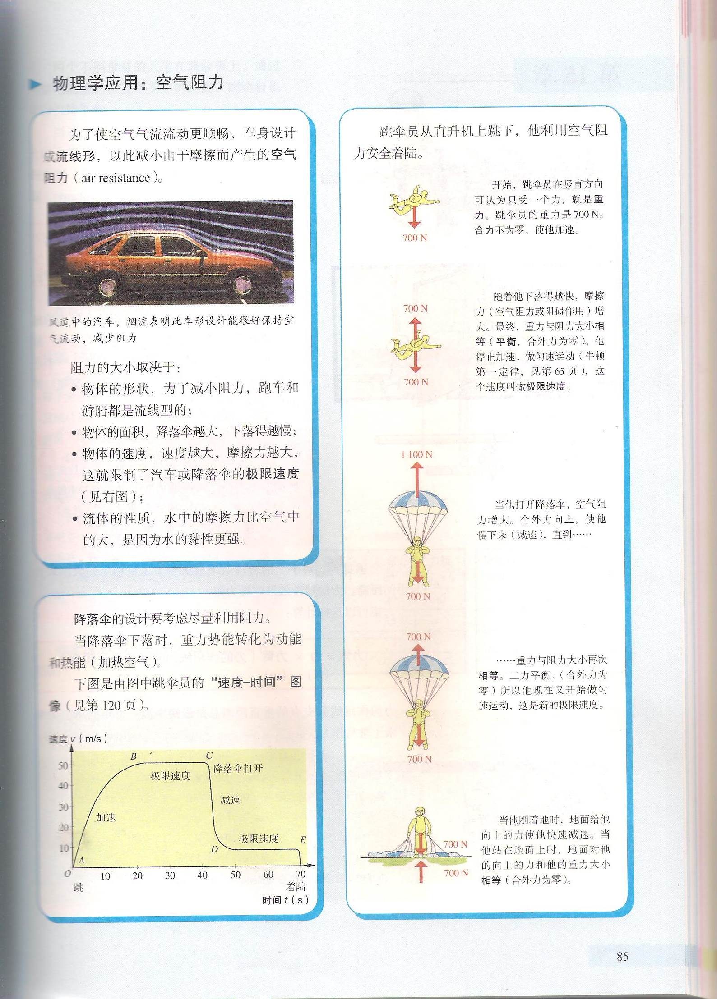 物理学应用：空气阻力
为了使空气气流流动更顺畅，车身设计
成流线形，以此减小由于摩擦而产生的空气
阻力（air resistance）。
风道中的汽车，烟流表明此车形设计能很好保持空
气流动，减少阻力
阻力的大小取决于：
• 物体的形状，为了减小阻力，跑车和
游船都是流线型的；
• 物体的面积，降落伞越大，下落得越慢；
• 物体的速度，速度越大，摩擦力越大，
这就限制了汽车或降落伞的极限速度
（见右图）；
• 流体的性质，水中的摩擦力比空气中
的大，是因为水的黏性更强。
降落伞的设计要考虑尽量利用阻力。
当降落伞下落时，重力势能转化为动能
和热能（加热空气）。
下图是由图中跳伞员的“速度-时间”图
像（见第 120 页）。
速度 v（m/s）
B
C
50
降落伞打开
极限速度
40
减速
30
加速
20
极限速度
E
10
D
A
O
10 20 30 40 50 60 70
跳
着陆
时间 t（s）
跳伞员从直升机上跳下，他利用空气阻
力安全着陆。
开始，跳伞员在竖直方向
可认为只受一个力，就是重
力。跳伞员的重力是 700 N。
合力不为零，使他加速。
700 N
随着他下落得越快，摩擦
力（空气阻力或阻碍作用）增
大。最终，重力与阻力大小相
等（平衡，合外力为零）。他
停止加速，做匀速运动（牛顿
第一定律，见第 65 页），这
个速度叫做极限速度。
700 N
700 N
1 100 N
当他打开降落伞，空气阻
力增大。合外力向上，使他
慢下来（减速），直到……
700 N
700 N
……重力与阻力大小再次
相等。二力平衡，（合外力为
零）所以他现在又开始做匀
速运动，这是新的极限速度。
700 N
当他刚着地时，地面给他
向上的力使他快速减速。当
他站在地面上时，地面对他
的向上的力和他的重力大小
相等（合外力为零）。
700 N
700 N
85